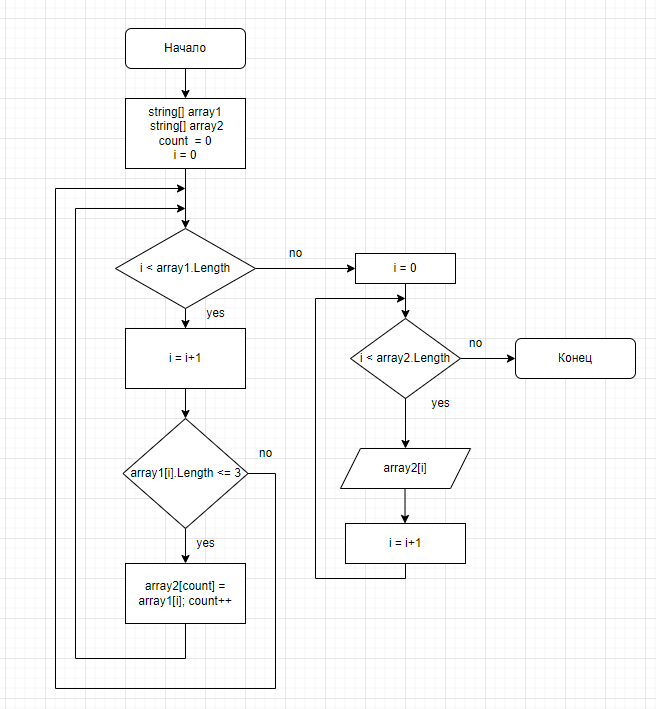 Начало
string[] array1
string[] array2
count = 0
i = 0
i < array1.Length
no
yes
i = i+1
array1[i].Length <= 3
no
yes
array2[count] =
array1[i]; count++
i = 0
i < array2.Length
no
Конец
yes
array2[i]
i = i+1